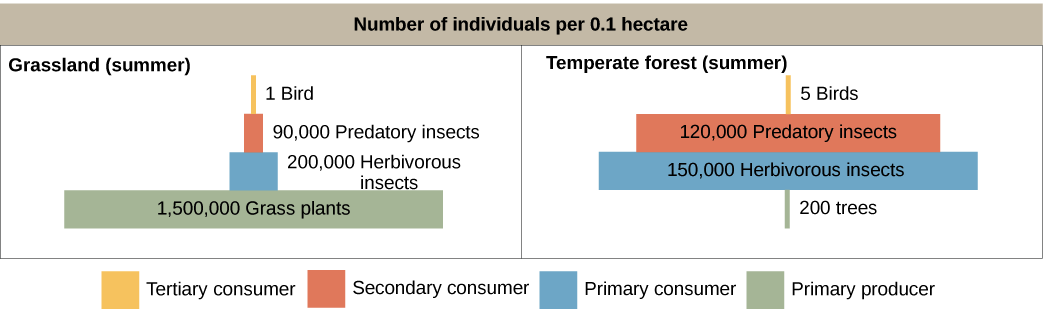 Number of individuals per 0.1 hectare
Grassland (summer)
1 Bird
90,000 Predatory insects
200,000 Herbivorous
insects
1,500,000 Grass plants
Temperate forest (summer)
5 Birds
120,000 Predatory insects
150,000 Herbivorous insects
200 trees
Tertiary consumer
Secondary consumer
Primary consumer
Primary producer